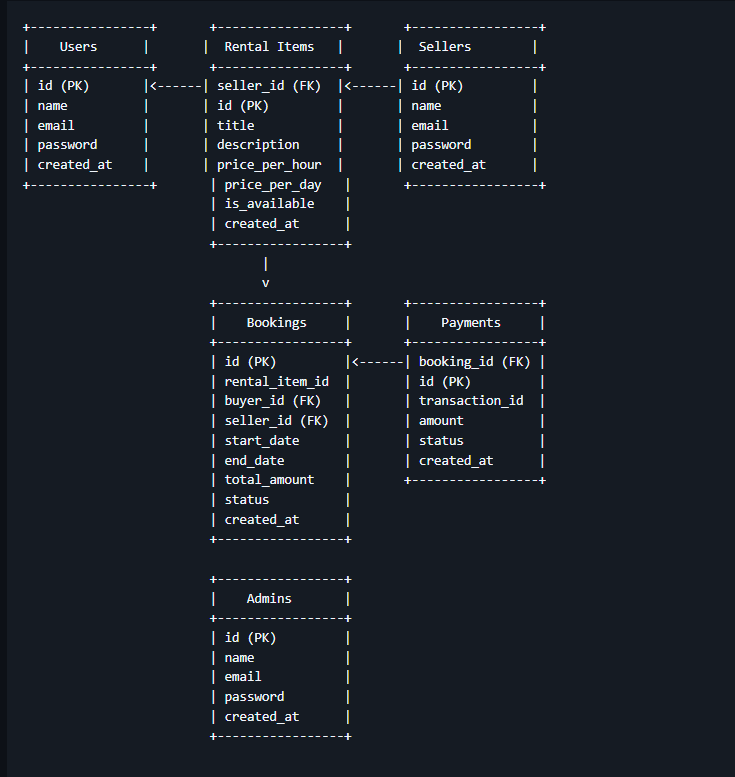 +----------------+       +-----------------+       +-----------------+
|    Users      |       |  Rental Items   |       |  Sellers        |
+----------------+       +-----------------+       +-----------------+
| id (PK)       |<------| seller_id (FK)  |<------| id (PK)         |
| name          |       | id (PK)         |       | name            |
| email         |       | title           |       | email           |
| password      |       | description     |       | password        |
| created_at    |       | price_per_hour  |       | created_at      |
+----------------+       | price_per_day   |       +-----------------+
                         | is_available    |
                         | created_at      |
                         +-----------------+
                                |
                                v
                         +-----------------+       +-----------------+
                         |    Bookings     |       |    Payments     |
                         +-----------------+       +-----------------+
                         | id (PK)         |<------| booking_id (FK) |
                         | rental_item_id  |       | id (PK)         |
                         | buyer_id (FK)   |       | transaction_id  |
                         | seller_id (FK)  |       | amount          |
                         | start_date      |       | status          |
                         | end_date        |       | created_at      |
                         | total_amount    |       +-----------------+
                         | status          |
                         | created_at      |
                         +-----------------+

                         +-----------------+
                         |    Admins       |
                         +-----------------+
                         | id (PK)         |
                         | name            |
                         | email           |
                         | password        |
                         | created_at      |
                         +-----------------+